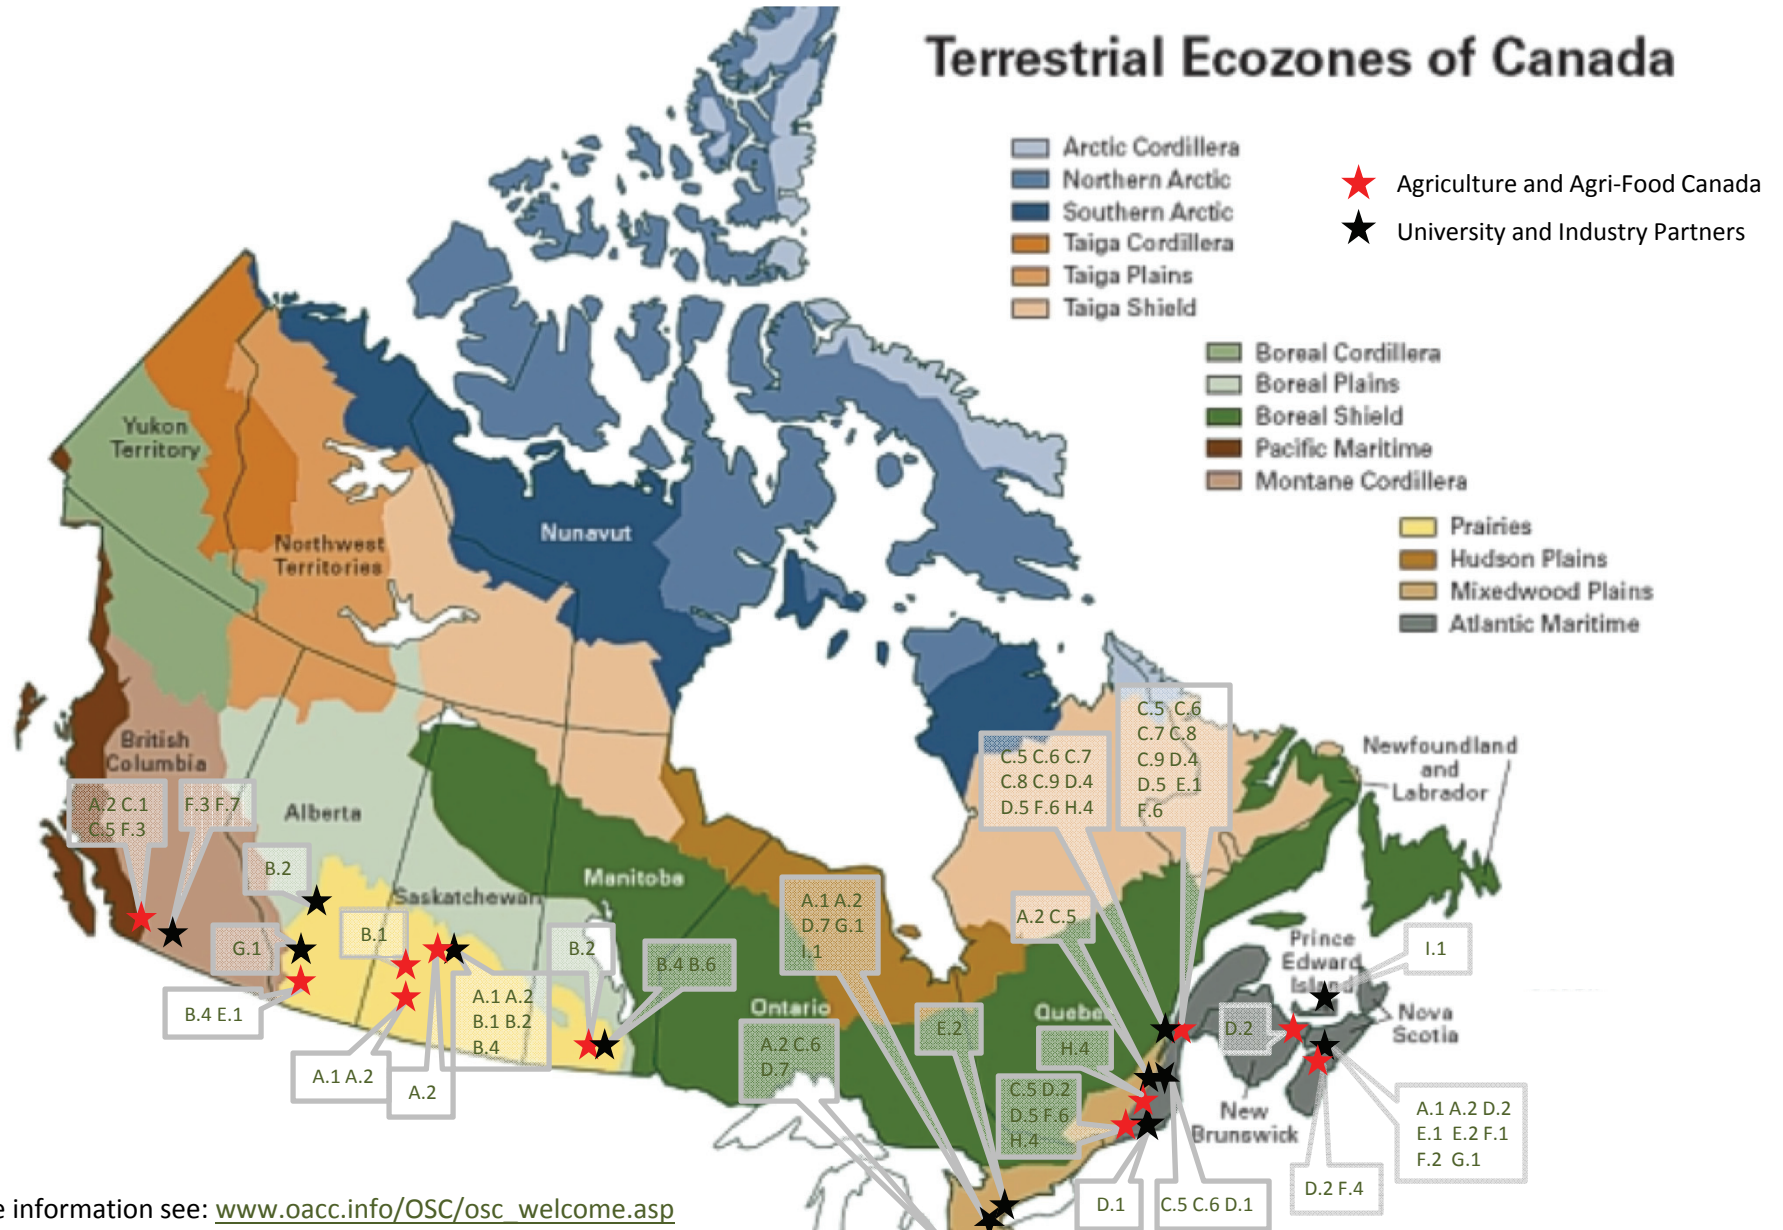 Terrestrial Ecozones of Canada
Arctic Cordillera
Northern Arctic
Southern Arctic
Taiga Cordillera
Taiga Plains
Taiga Shield
Agriculture and Agri-Food Canada
University and Industry Partners
Boreal Cordillera
Boreal Plains
Boreal Shield
Pacific Maritime
Montane Cordillera
Prairies
Hudson Plains
Mixedwood Plains
Atlantic Maritime
Yukon
Territory
Northwest
Territories
Nunavut
British
Columbia
Alberta
Saskatchewan
Manitoba
Ontario
Quebec
Newfoundland
and
Labrador
Prince
Edward
Island
Nova
Scotia
New
Brunswick
A.2 C.1
C.5 F.3
F.3 F.7
B.2
G.1
B.4 E.1
B.1
A.1 A.2
A.2
A.1 A.2
B.1 B.2
B.4
B.2
B.4 B.6
A.1 A.2
D.7 G.1
I.1
A.2 C.6
D.7
E.2
C.5 C.6 C.7
C.8 C.9 D.4
D.5 F.6 H.4
C.5 C.6
C.7 C.8
C.9 D.4
D.5 E.1
F.6
A.2 C.5
H.4
C.5 D.2
D.5 F.6
H.4
D.1
C.5 C.6 D.1
D.2
I.1
D.2 F.4
A.1 A.2 D.2
E.1 E.2 F.1
F.2 G.1
e information see: www.oacc.info/OSC/osc_welcome.asp